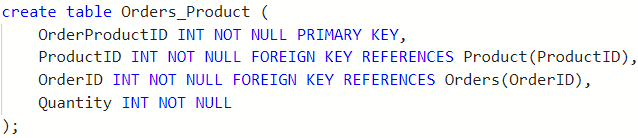 create table Orders_Product (
    OrderProductID INT NOT NULL PRIMARY KEY,
    ProductID INT NOT NULL FOREIGN KEY REFERENCES Product(ProductID),
    OrderID INT NOT NULL FOREIGN KEY REFERENCES Orders(OrderID),
    Quantity INT NOT NULL
);